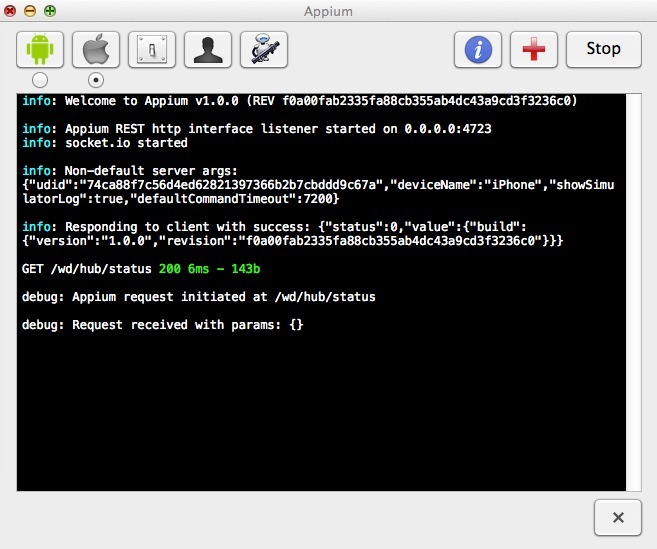 Appium
Stop
info: Welcome to Appium v1.0.0 (REV f0a00fab2335fa88cb355ab4dc43a9cd3f3236c0)
info: Appium REST http interface listener started on 0.0.0.0:4723
info: socket.io started
info: Non-default server args:
{"udid":"74ca88f7c56d4ed62821397366b2b7cbddd9c67a","deviceName":"iPhone","showSimu
latorLog":true,"defaultCommandTimeout":7200}
info: Responding to client with success: {"status":0,"value":{"build":
{"version":"1.0.0","revision":"f0a00fab2335fa88cb355ab4dc43a9cd3f3236c0"}}}
GET /wd/hub/status 200 6ms - 143b
debug: Appium request initiated at /wd/hub/status
debug: Request received with params: {}